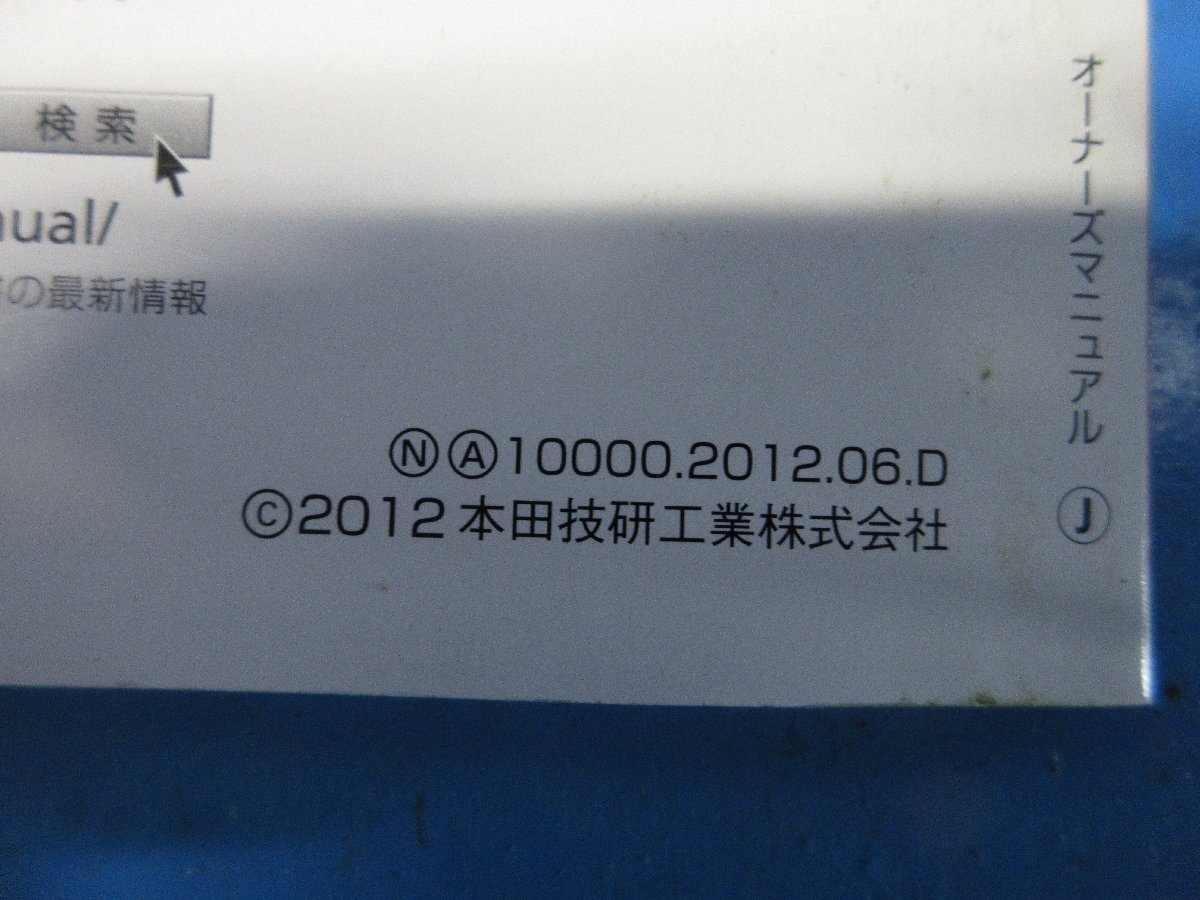 検索
nual/
の最新情報
ⓃⒶ10000.2012.06.D
©2012 本田技研工業株式会社
オーナーズマニュアル Ⓙ